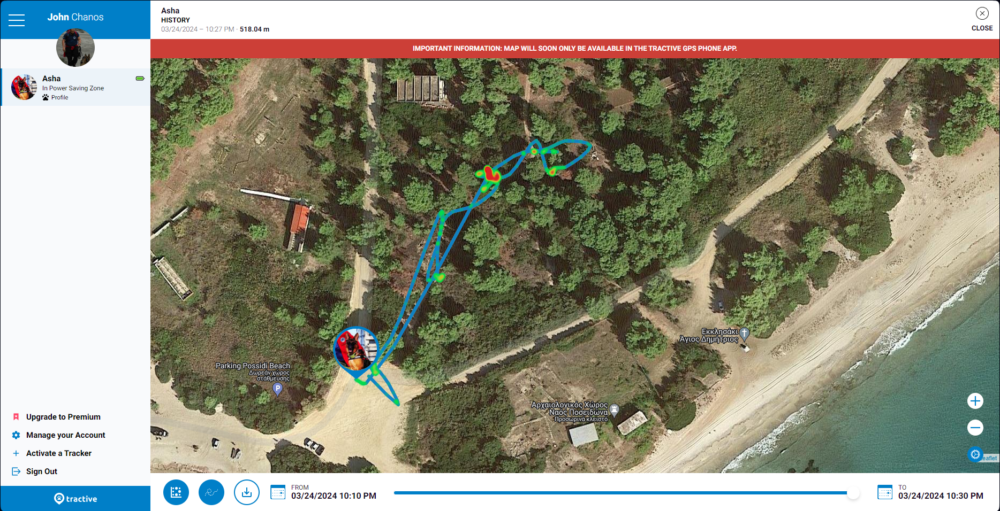 John Chanos
Asha
In Power Saving Zone
Profile
Upgrade to Premium
Manage your Account
Activate a Tracker
Sign Out
tractive
Asha
HISTORY
03/24/2024 – 10:27 PM · 518.04 m
CLOSE
IMPORTANT INFORMATION: MAP WILL SOON ONLY BE AVAILABLE IN THE TRACTIVE GPS PHONE APP.
Εκκλησάκι
Άγιος Δημήτριος
Parking Possidi Beach
Δωρεάν χώρος
στάθμευσης
P
Αρχαιολογικός Χώρος
Ναός Ποσειδώνα
Προσωρινά κλειστό
eaflet
FROM
03/24/2024 10:10 PM
TO
03/24/2024 10:30 PM